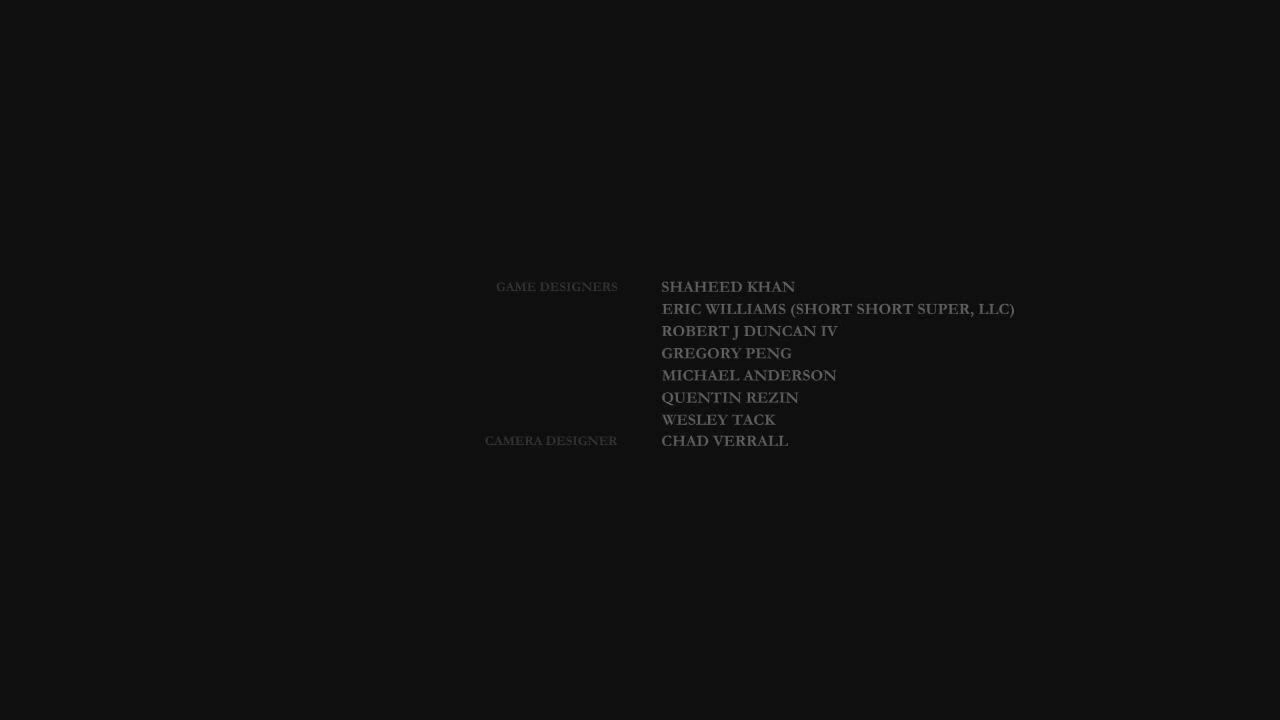 GAME DESIGNERS SHAHEED KHAN
ERIC WILLIAMS (SHORT SHORT SUPER, LLC)
ROBERT J DUNCAN IV
GREGORY PENG
MICHAEL ANDERSON
QUENTIN REZIN
WESLEY TACK
CAMERA DESIGNER CHAD VERRALL